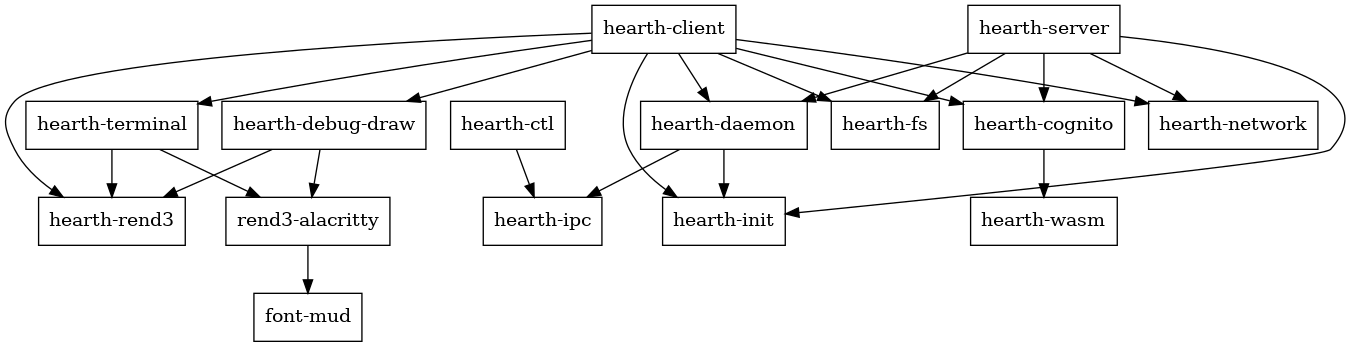 hearth-client
hearth-server
hearth-terminal
hearth-debug-draw
hearth-ctl
hearth-daemon
hearth-fs
hearth-cognito
hearth-network
hearth-rend3
rend3-alacritty
hearth-ipc
hearth-init
hearth-wasm
font-mud